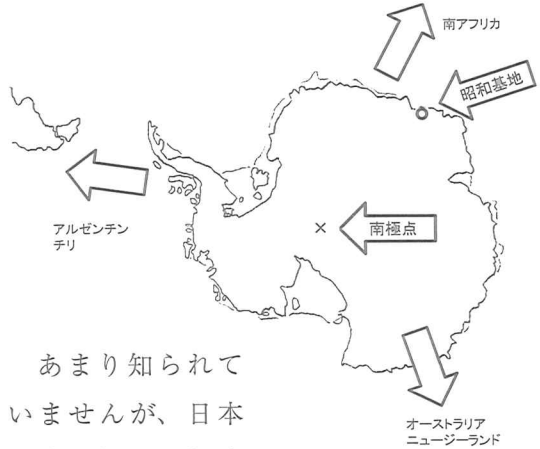 南アフリカ
昭和基地
アルゼンチン
チリ
南極点
オーストラリア
ニュージーランド
あまり知られて
いませんが、日本